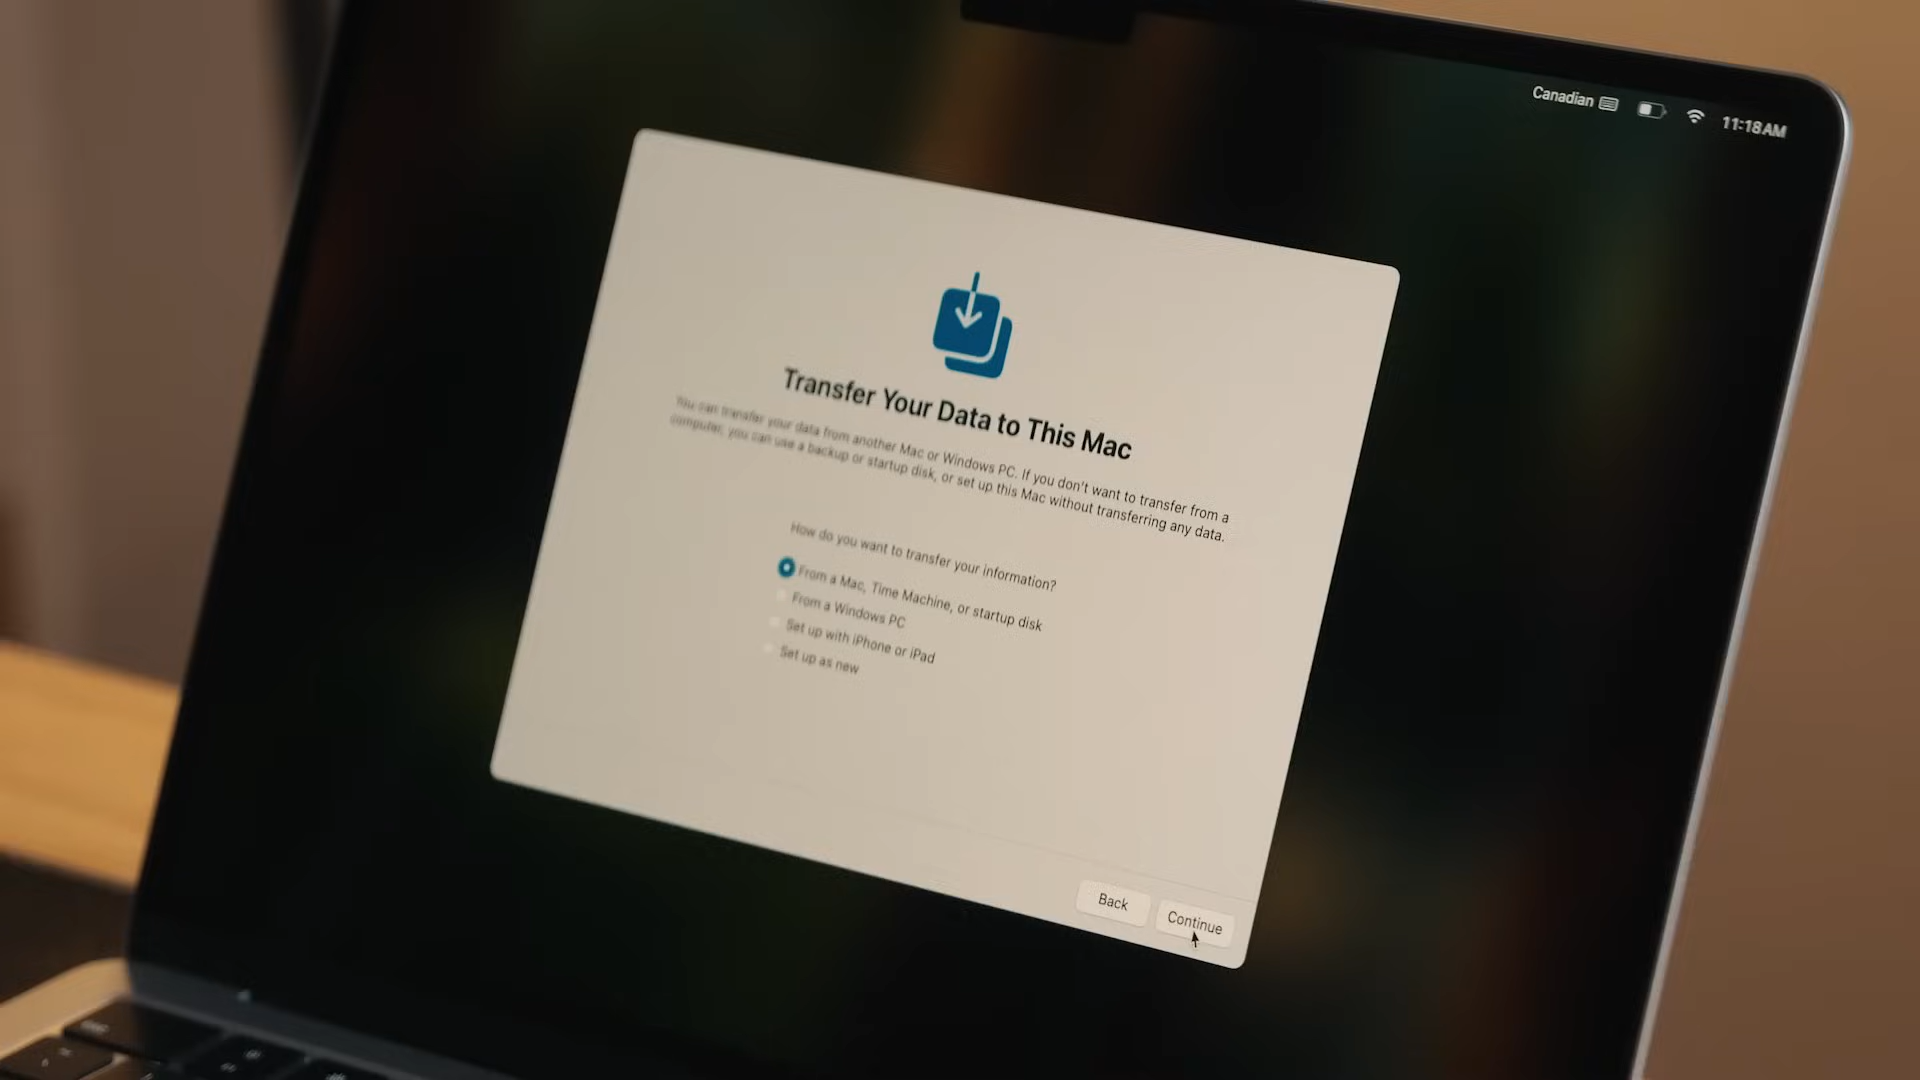 Canadian
11:18AM
Transfer Your Data to This Mac
You can transfer your data from another Mac or Windows PC. If you don't want to transfer from a
computer, you can use a backup or startup disk, or set up this Mac without transferring any data.
How do you want to transfer your information?
From a Mac, Time Machine, or startup disk
From a Windows PC
Set up with iPhone or iPad
Set up as new
Back
Continue